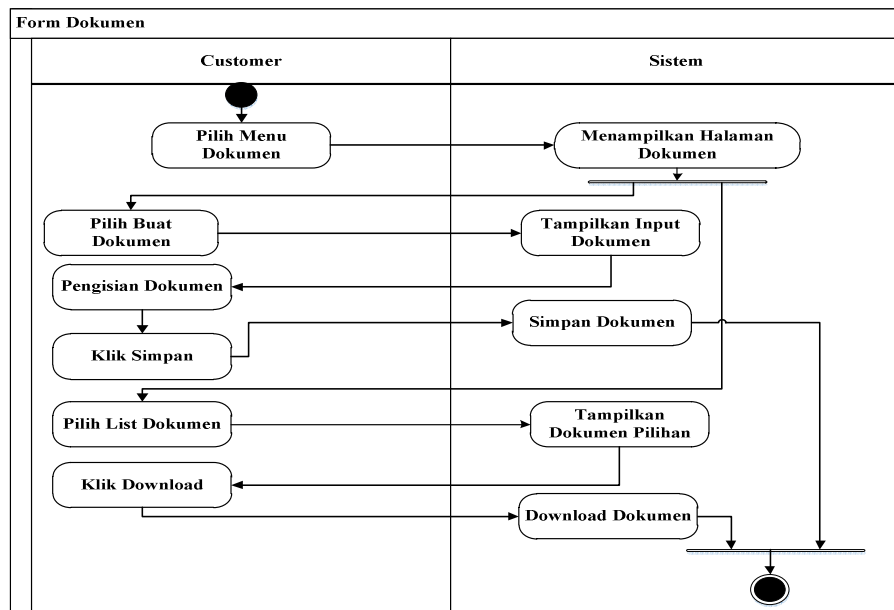 Form Dokumen
Customer
Sistem
Pilih Menu
Dokumen
Menampilkan Halaman
Dokumen
Pilih Buat
Dokumen
Tampilkan Input
Dokumen
Pengisian Dokumen
Klik Simpan
Simpan Dokumen
Pilih List Dokumen
Tampilkan
Dokumen Pilihan
Klik Download
Download Dokumen